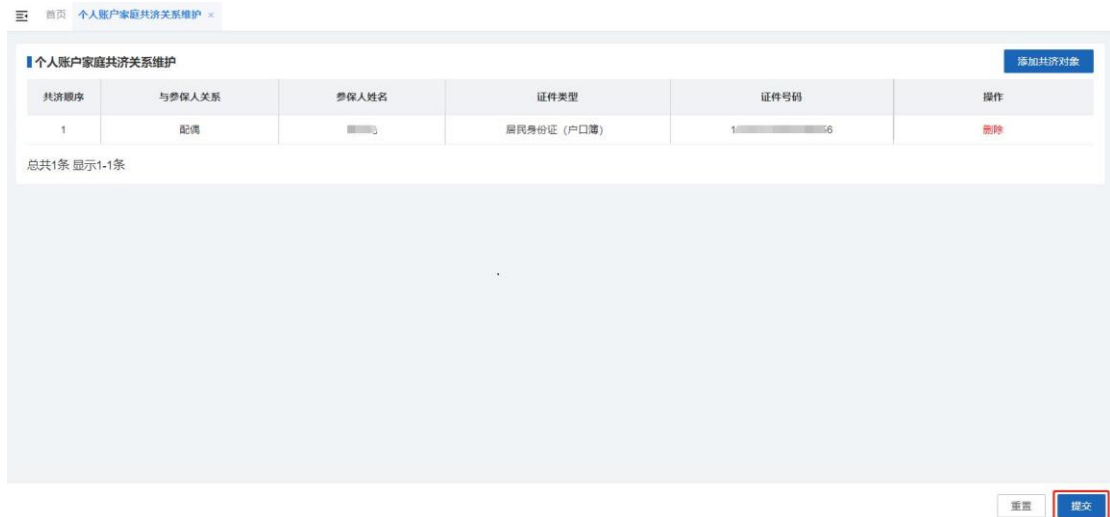 首页 个人账户家庭共济关系维护 ×
个人账户家庭共济关系维护 添加共济对象
共济顺序 与参保人关系 参保人姓名 证件类型 证件号码 操作
1 配偶 居民身份证（户口簿） 1 6 删除
总共1条 显示1-1条
重置 提交